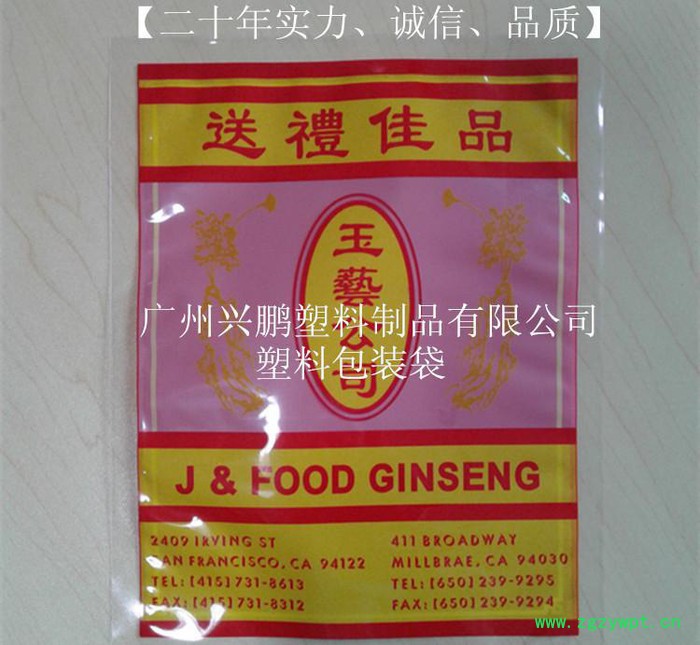 【二十年实力、诚信、品质】
送禮佳品
玉藝公司
广州兴鹏塑料制品有限公司
塑料包装袋
J & FOOD GINSENG
2409 IRVING ST
SAN FRANCISCO, CA 94122
TEL: (415) 731-8613
FAX: (415) 731-8312
411 BROADWAY
MILLBRAE, CA 94030
TEL: (650) 239-9295
FAX: (650) 239-9294